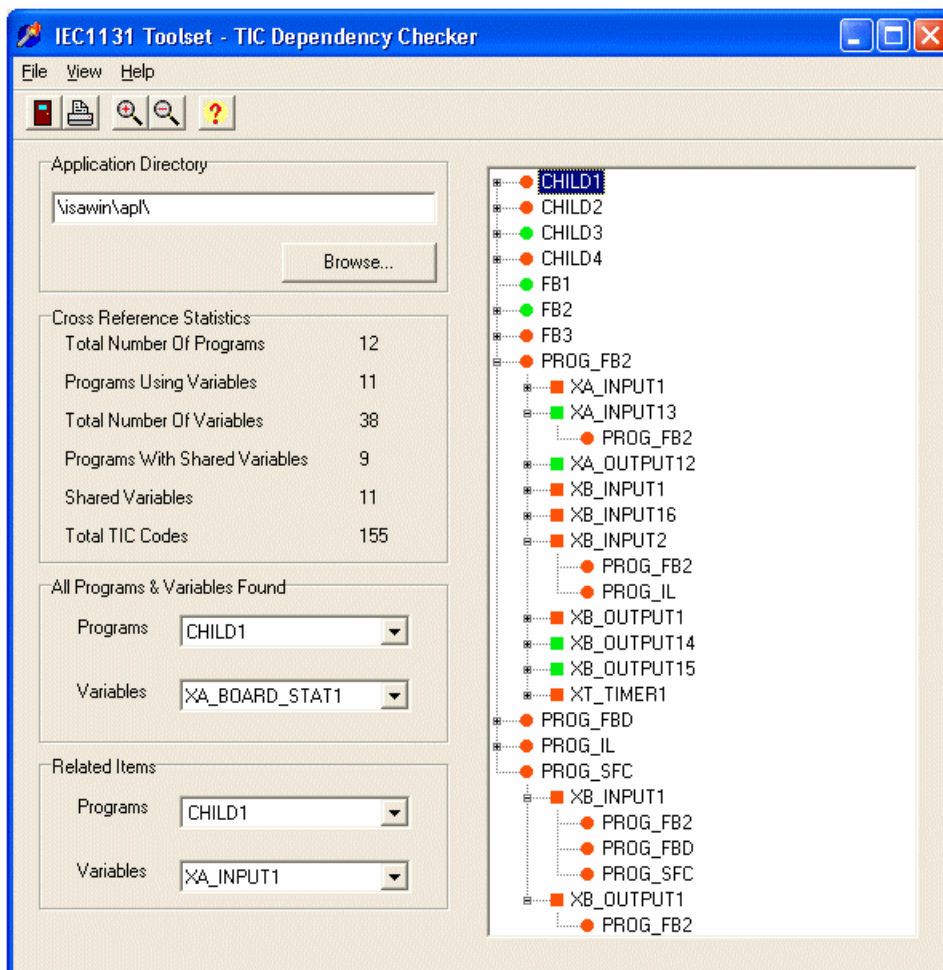 IEC1131 Toolset - TIC Dependency Checker
File View Help
Application Directory
\isawin\apl\
Browse...
Cross Reference Statistics
Total Number Of Programs 12
Programs Using Variables 11
Total Number Of Variables 38
Programs With Shared Variables 9
Shared Variables 11
Total TIC Codes 155
All Programs & Variables Found
Programs CHILD1
Variables XA_BOARD_STAT1
Related Items
Programs CHILD1
Variables XA_INPUT1
CHILD1
CHILD2
CHILD3
CHILD4
FB1
FB2
FB3
PROG_FB2
XA_INPUT1
XA_INPUT13
PROG_FB2
XA_OUTPUT12
XB_INPUT1
XB_INPUT16
XB_INPUT2
PROG_FB2
PROG_IL
XB_OUTPUT1
XB_OUTPUT14
XB_OUTPUT15
XT_TIMER1
PROG_FBD
PROG_IL
PROG_SFC
XB_INPUT1
PROG_FB2
PROG_FBD
PROG_SFC
XB_OUTPUT1
PROG_FB2